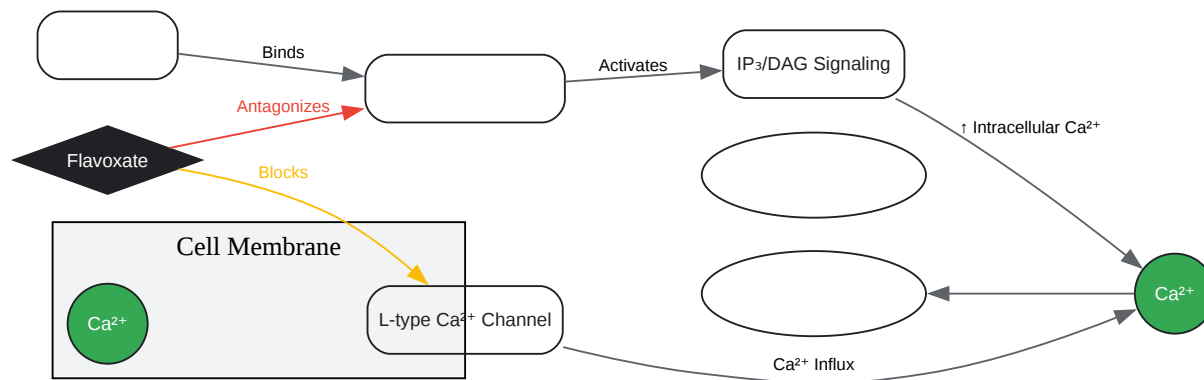 Binds
Activates
IP₃/DAG Signaling
Antagonizes
↑ Intracellular Ca²⁺
Flavoxate
Blocks
Cell Membrane
Ca²⁺
L-type Ca²⁺ Channel
Ca²⁺
Ca²⁺ Influx